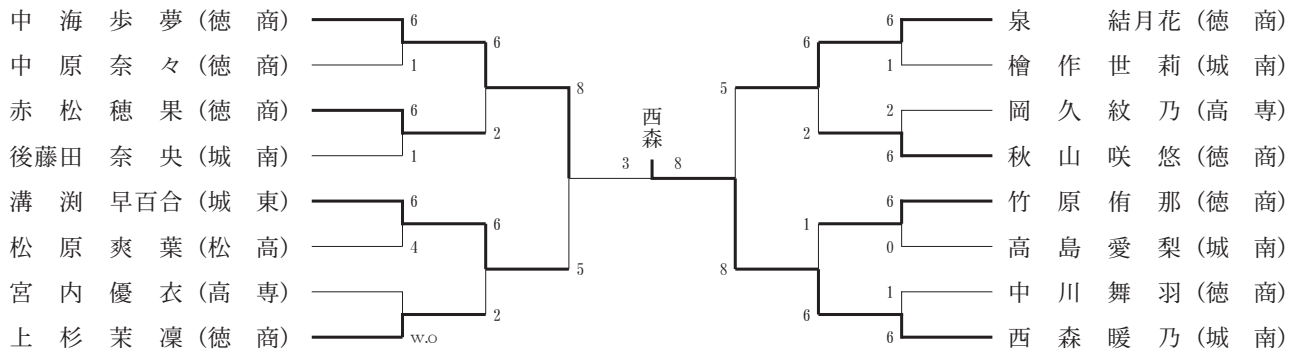 中海歩夢(徳商)
中原奈々(徳商)
赤松穂果(徳商)
後藤田奈央(城南)
溝渕早百合(城東)
松原爽葉(松高)
宮内優衣(高専)
上杉茉凜(徳商)
6
1
6
1
6
4
w.o
6
2
6
2
8
5
西森
3 8
5
8
6
2
1
6
6
1
2
6
6
0
1
6
泉結月花(徳商)
檜作世莉(城南)
岡久紋乃(高専)
秋山咲悠(徳商)
竹原侑那(徳商)
高島愛梨(城南)
中川舞羽(徳商)
西森暖乃(城南)